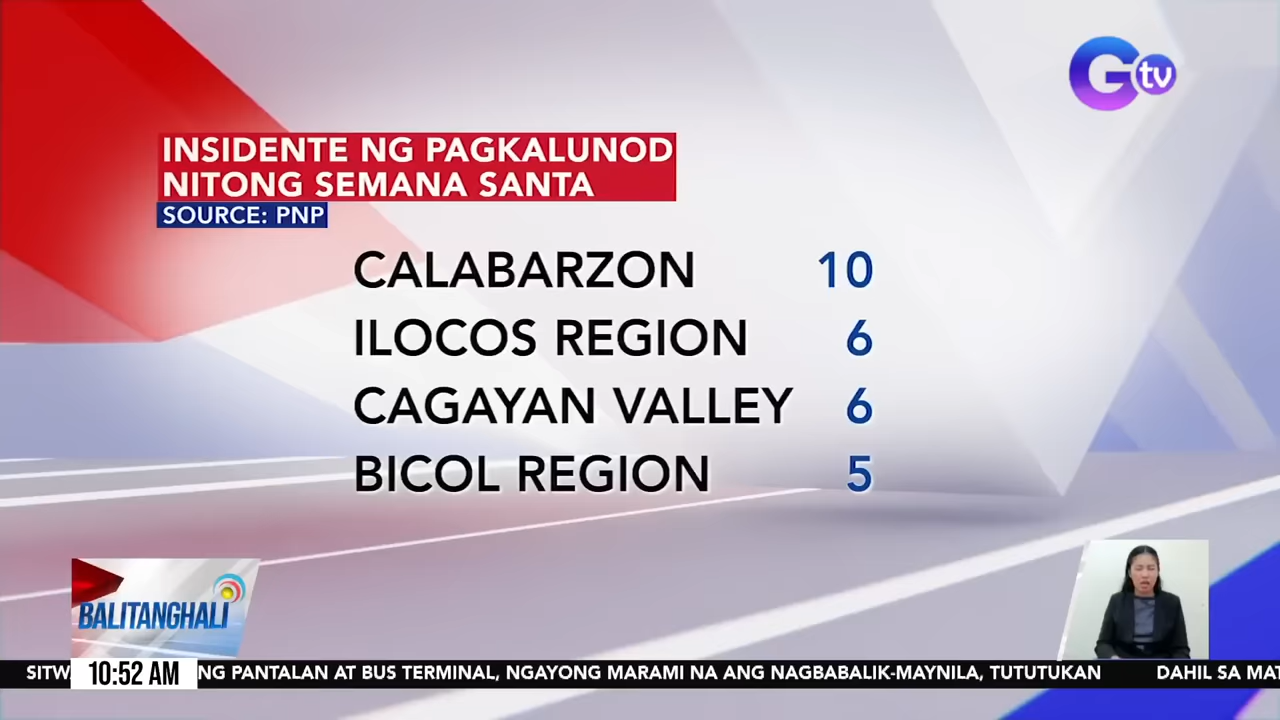 Gtv
INSIDENTE NG PAGKALUNOD
NITONG SEMANA SANTA
SOURCE: PNP
CALABARZON 10
ILOCOS REGION 6
CAGAYAN VALLEY 6
BICOL REGION 5
BALITANGHALI
10:52 AM
NG PANTALAN AT BUS TERMINAL, NGAYONG MARAMI NA ANG NAGBABALIK-MAYNILA, TUTUTUKAN DAHIL SA